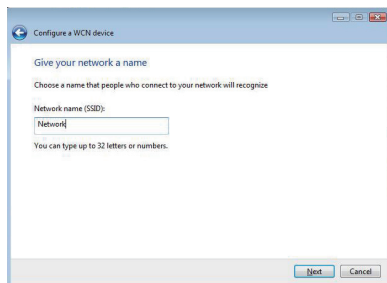 Configure a WCN device
Give your network a name
Choose a name that people who connect to your network will recognize
Network name (SSID):
Network
You can type up to 32 letters or numbers.
Next Cancel